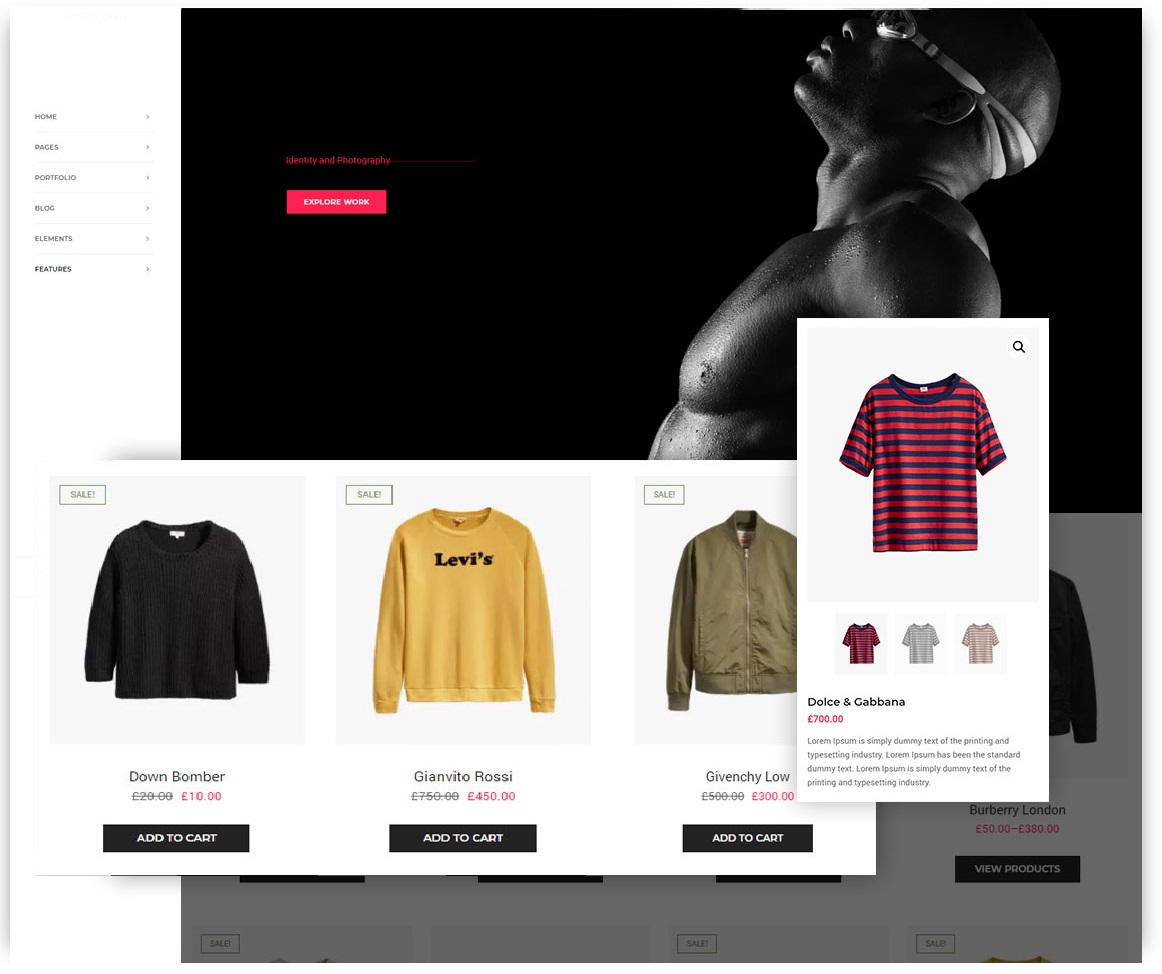 HOME
PAGES
PORTFOLIO
BLOG
ELEMENTS
FEATURES
Identity and Photography
EXPLORE WORK
SALE!
SALE!
SALE!
Levi's
Down Bomber
Gianvito Rossi
Givenchy Low
£20.00 £10.00
£750.00 £450.00
£500.00 £300.00
ADD TO CART
ADD TO CART
ADD TO CART
Dolce & Gabbana
£700.00
Lorem Ipsum is simply dummy text of the printing and
typesetting industry. Lorem Ipsum has been the standard
dummy text. Lorem Ipsum is simply dummy text of the
printing and typesetting industry.
Burberry London
£50.00–£380.00
VIEW PRODUCTS
SALE!
SALE!
SALE!